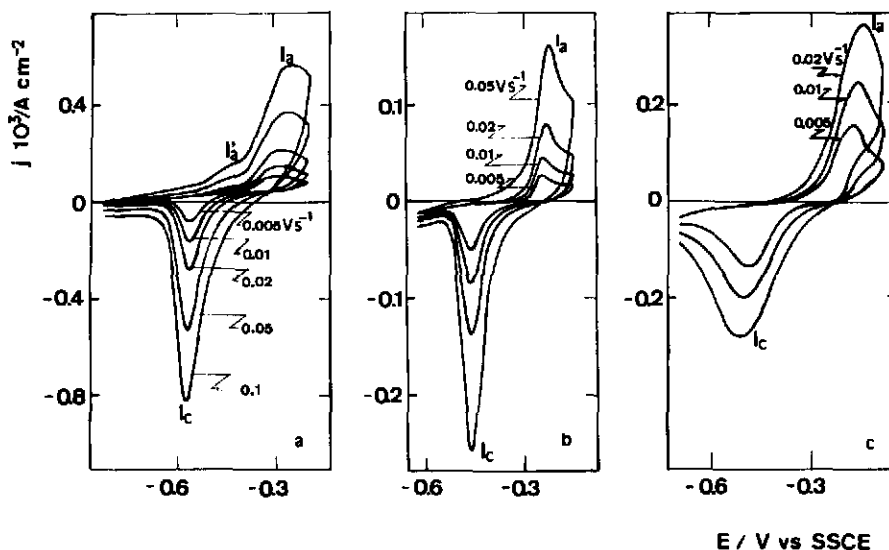 j 10³/A cm⁻²
0.4
0
-0.4
-0.8
Ia
I'a
0.005Vs⁻¹
0.01
0.02
0.05
0.1
Ic
a
-0.6
-0.3
0.1
0
-0.1
-0.2
Ia
0.05Vs⁻¹
0.02
0.01
0.005
Ic
b
-0.6
-0.3
0.2
0
-0.2
Ia
0.02Vs⁻¹
0.01
0.005
Ic
c
-0.6
-0.3
E / V vs SSCE